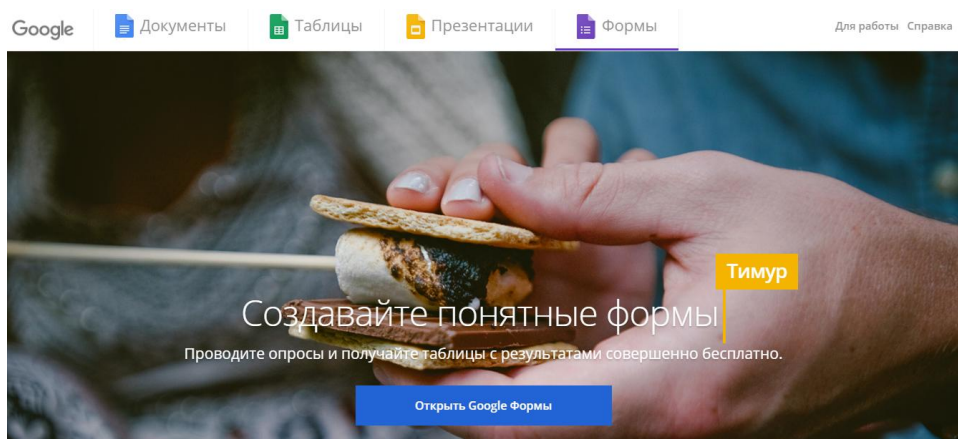 Google Документы Таблицы Презентации Формы Для работы Справка
Тимур
Создавайте понятные формы
Проводите опросы и получайте таблицы с результатами совершенно бесплатно.
Открыть Google Формы